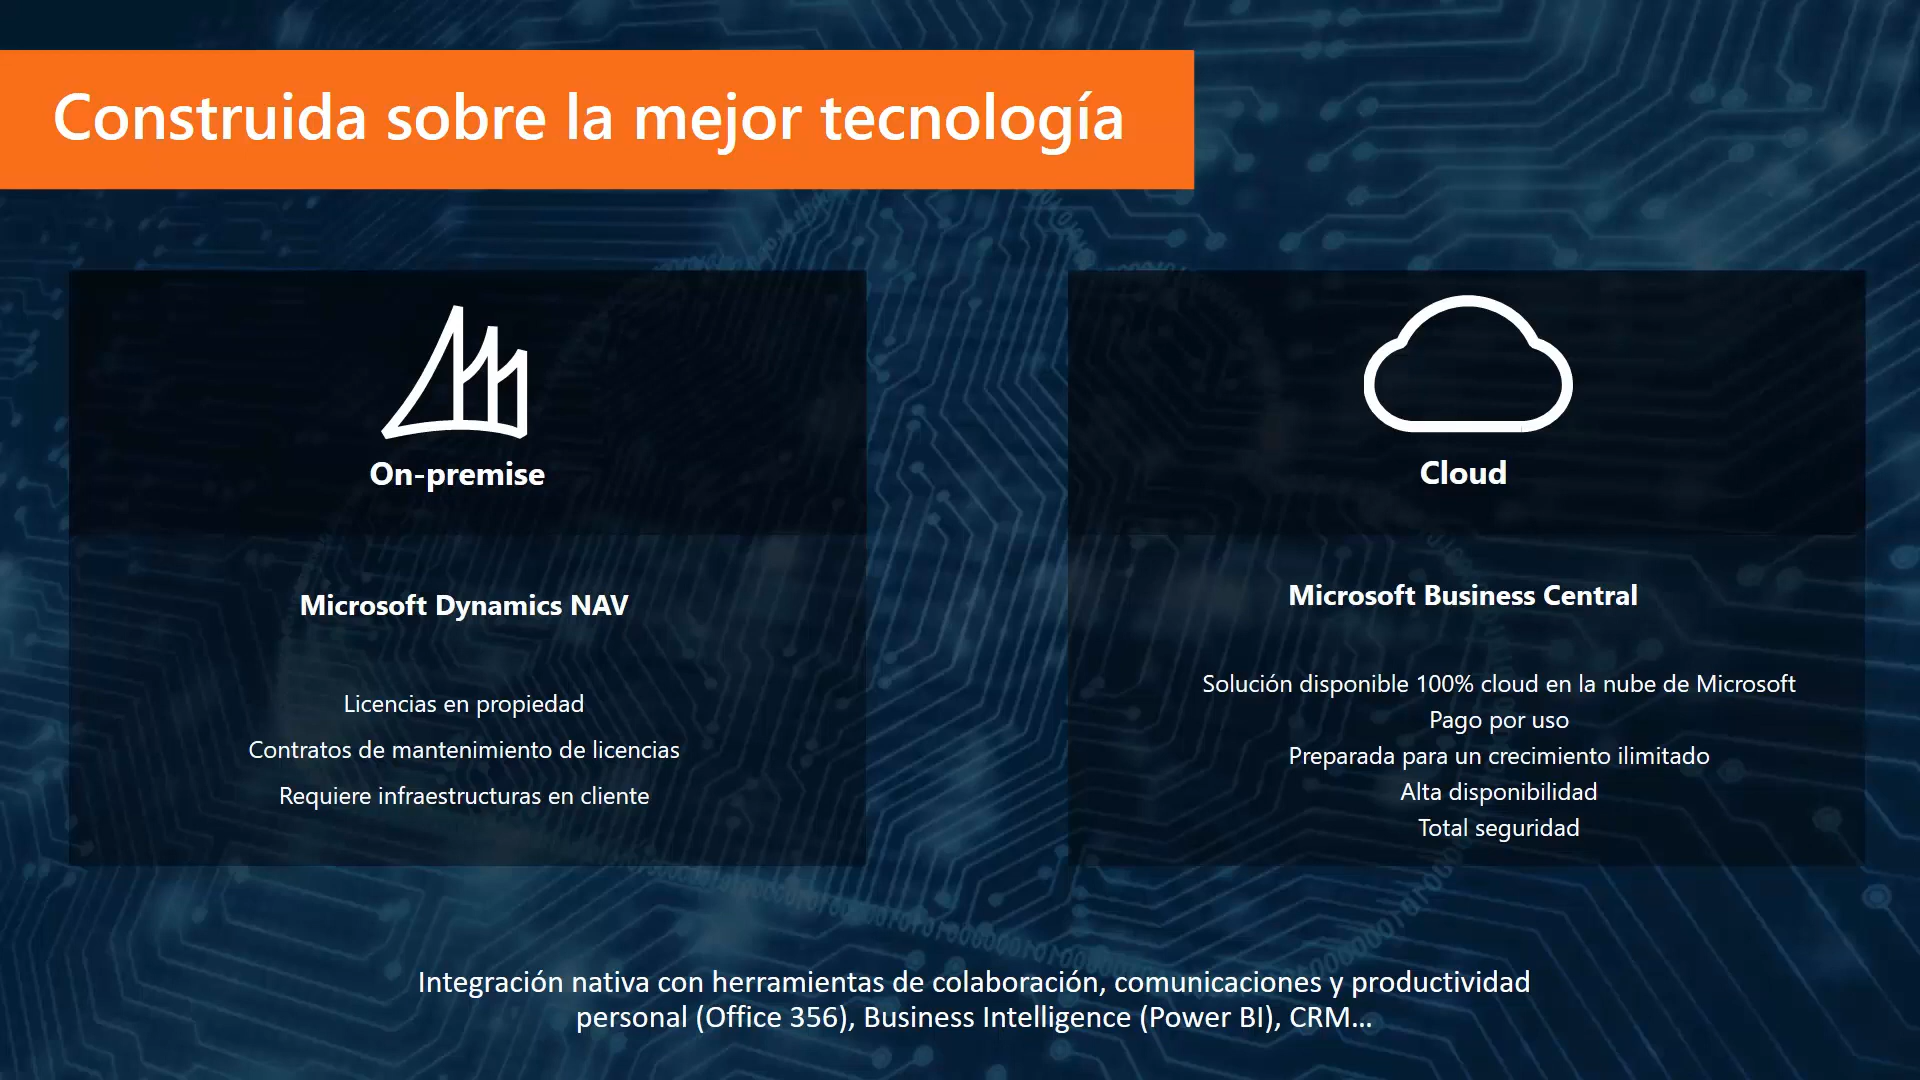 Construida sobre la mejor tecnología
On-premise
Microsoft Dynamics NAV
Licencias en propiedad
Contratos de mantenimiento de licencias
Requiere infraestructuras en cliente
Cloud
Microsoft Business Central
Solución disponible 100% cloud en la nube de Microsoft
Pago por uso
Preparada para un crecimiento ilimitado
Alta disponibilidad
Total seguridad
Integración nativa con herramientas de colaboración, comunicaciones y productividad
personal (Office 356), Business Intelligence (Power BI), CRM...